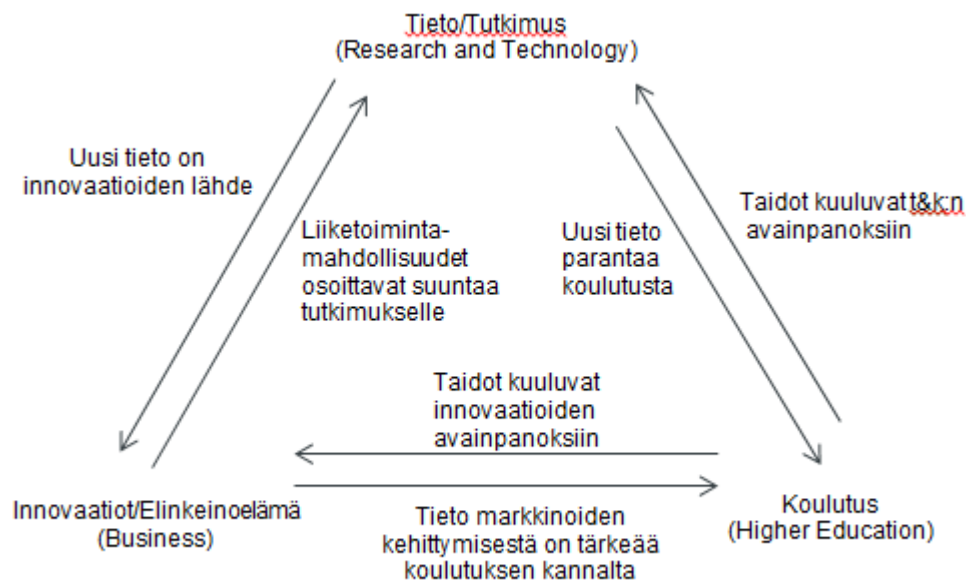 Tieto/Tutkimus
(Research and Technology)
Uusi tieto on
innovaatioiden lähde
Liiketoiminta-
mahdollisuudet
osoittavat suuntaa
tutkimukselle
Uusi tieto
parantaa
koulutusta
Taidot kuuluvat t&k:n
avainpanoksiin
Taidot kuuluvat
innovaatioiden
avainpanoksiin
Innovaatiot/Elinkeinoelämä
(Business)
Tieto markkinoiden
kehittymisestä on tärkeää
koulutuksen kannalta
Koulutus
(Higher Education)